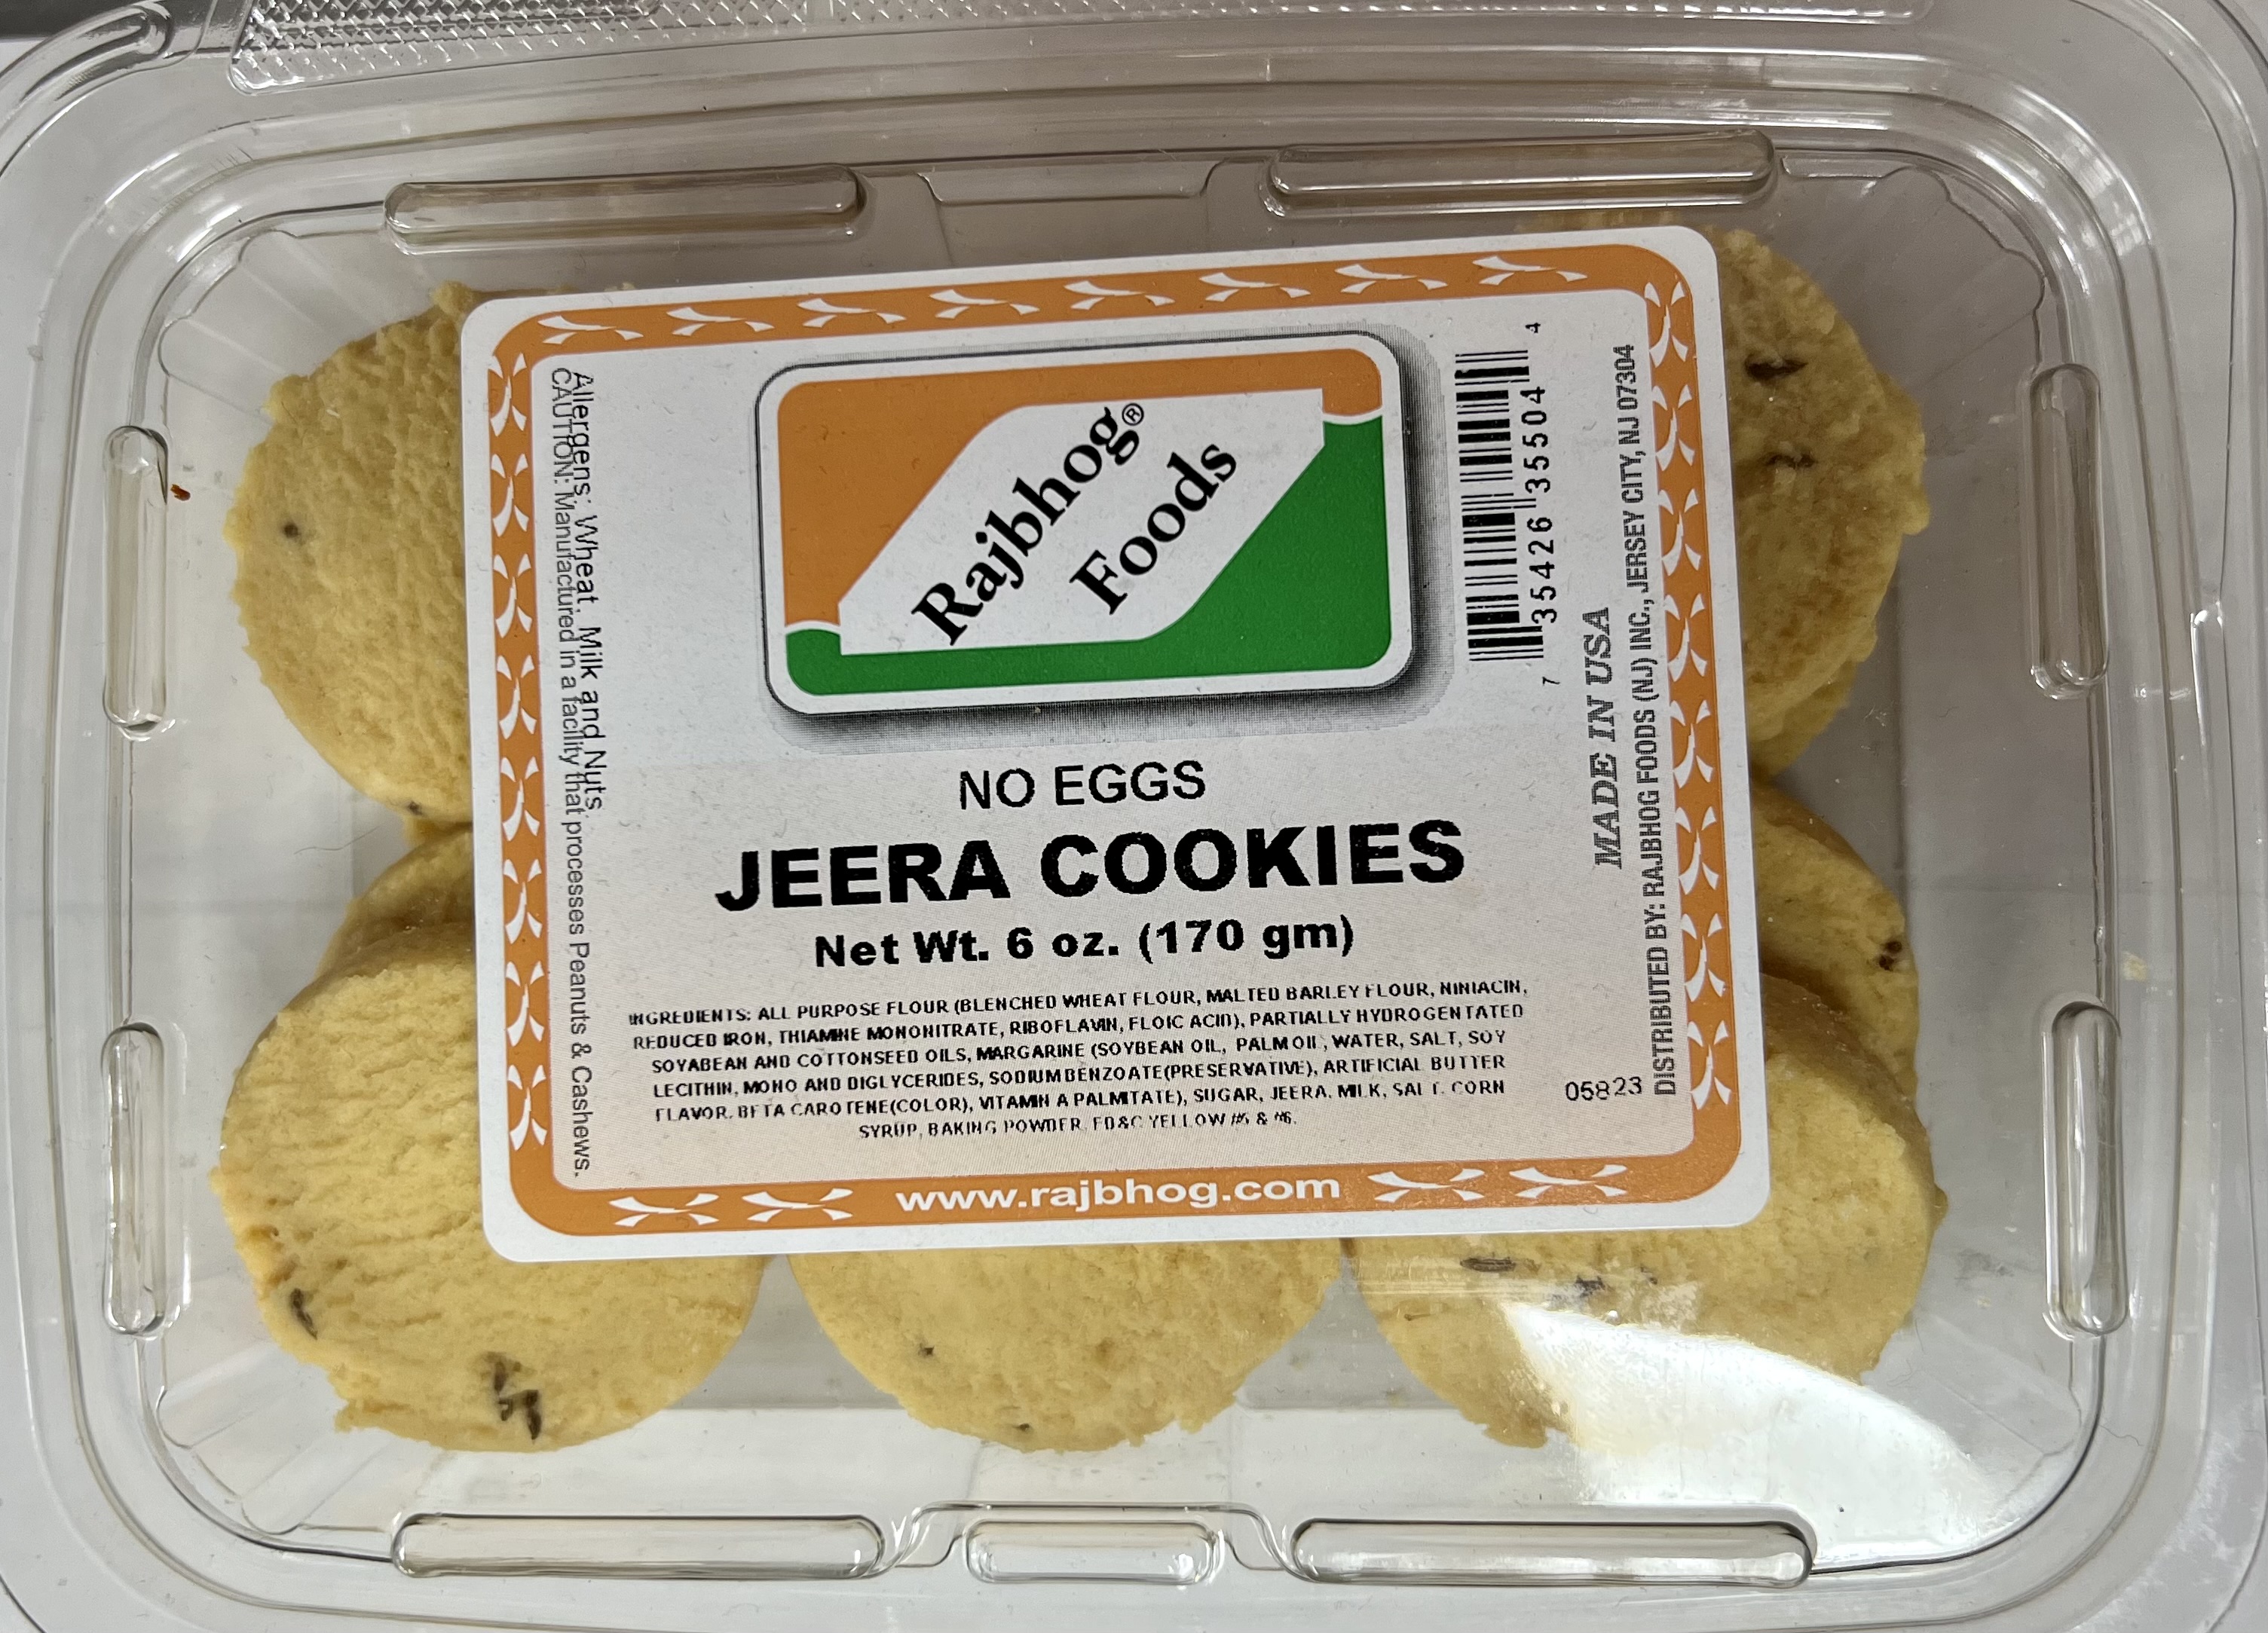 Rajbhog®
Foods
NO EGGS
JEERA COOKIES
Net Wt. 6 oz. (170 gm)
INGREDIENTS: ALL PURPOSE FLOUR (BLENCHED WHEAT FLOUR, MALTED BARLEY FLOUR, NINIACIN,
REDUCED IRON, THIAMINE MONONITRATE, RIBOFLAVIN, FLOIC ACID), PARTIALLY HYDROGENTATED
SOYABEAN AND COTTONSEED OILS, MARGARINE (SOYBEAN OIL, PALM OIL, WATER, SALT, SOY
LECITHIN, MONO AND DIGLYCERIDES, SODIUM BENZOATE(PRESERVATIVE), ARTIFICIAL BUTTER
FLAVOR. BETA CAROTENE(COLOR), VITAMIN A PALMITATE), SUGAR, JEERA. MILK, SALT. CORN
SYRUP, BAKING POWDER. FD&C YELLOW #5 & #6.
www.rajbhog.com
Allergens: Wheat. Milk and Nuts
CAUTION: Manufactured in a facility that processes Peanuts & Cashews.
7 35426 35504 4
MADE IN USA
DISTRIBUTED BY: RAJBHOG FOODS (NJ) INC., JERSEY CITY, NJ 07304
05823